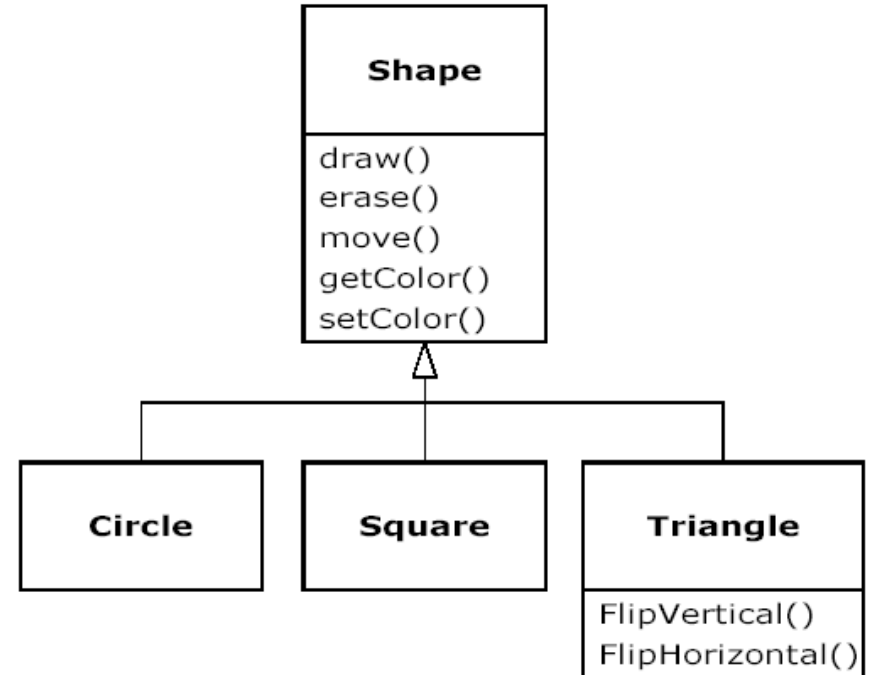 Shape
draw()
erase()
move()
getColor()
setColor()
Circle
Square
Triangle
FlipVertical()
FlipHorizontal()